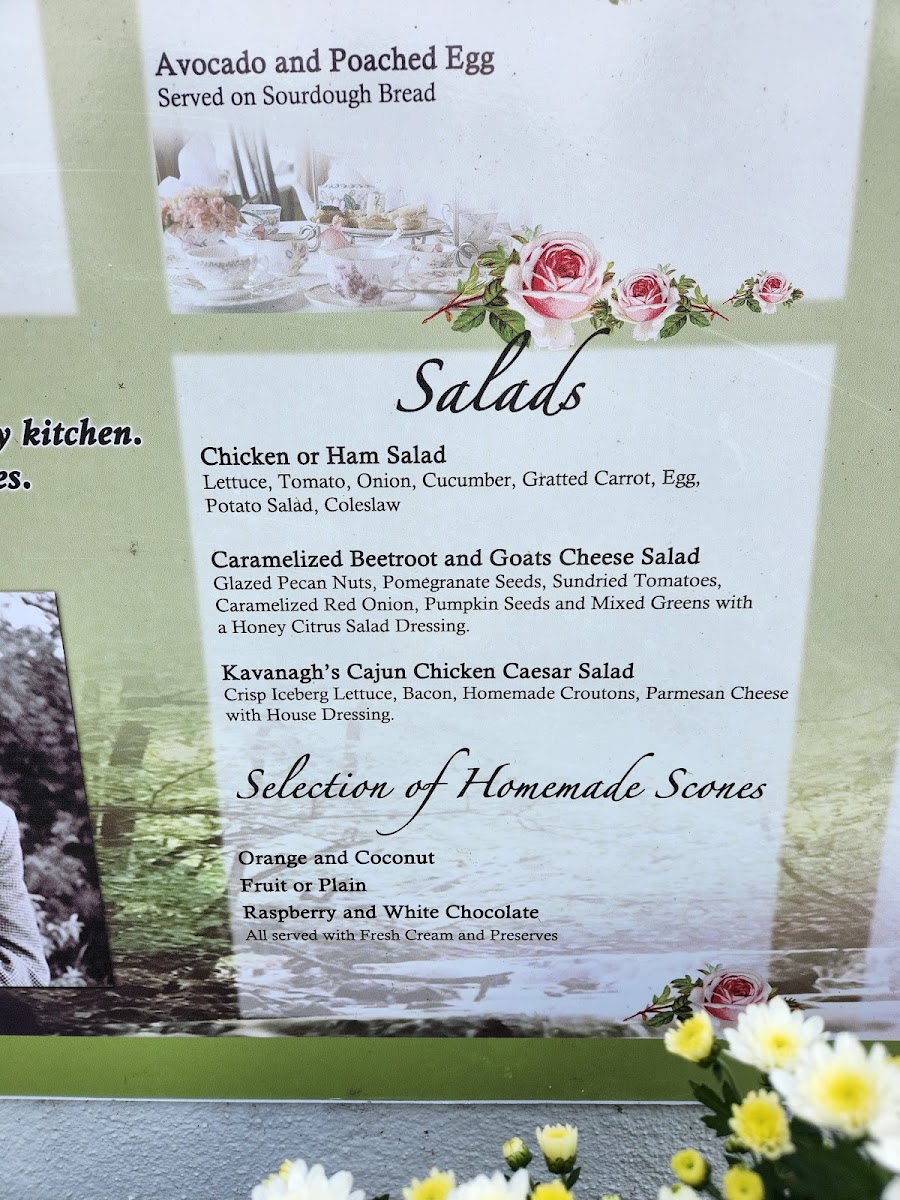 Avocado and Poached Egg
Served on Sourdough Bread
y kitchen.
es.
Salads
Chicken or Ham Salad
Lettuce, Tomato, Onion, Cucumber, Gratted Carrot, Egg,
Potato Salad, Coleslaw
Caramelized Beetroot and Goats Cheese Salad
Glazed Pecan Nuts, Pomegranate Seeds, Sundried Tomatoes,
Caramelized Red Onion, Pumpkin Seeds and Mixed Greens with
a Honey Citrus Salad Dressing.
Kavanagh's Cajun Chicken Caesar Salad
Crisp Iceberg Lettuce, Bacon, Homemade Croutons, Parmesan Cheese
with House Dressing.
Selection of Homemade Scones
Orange and Coconut
Fruit or Plain
Raspberry and White Chocolate
All served with Fresh Cream and Preserves